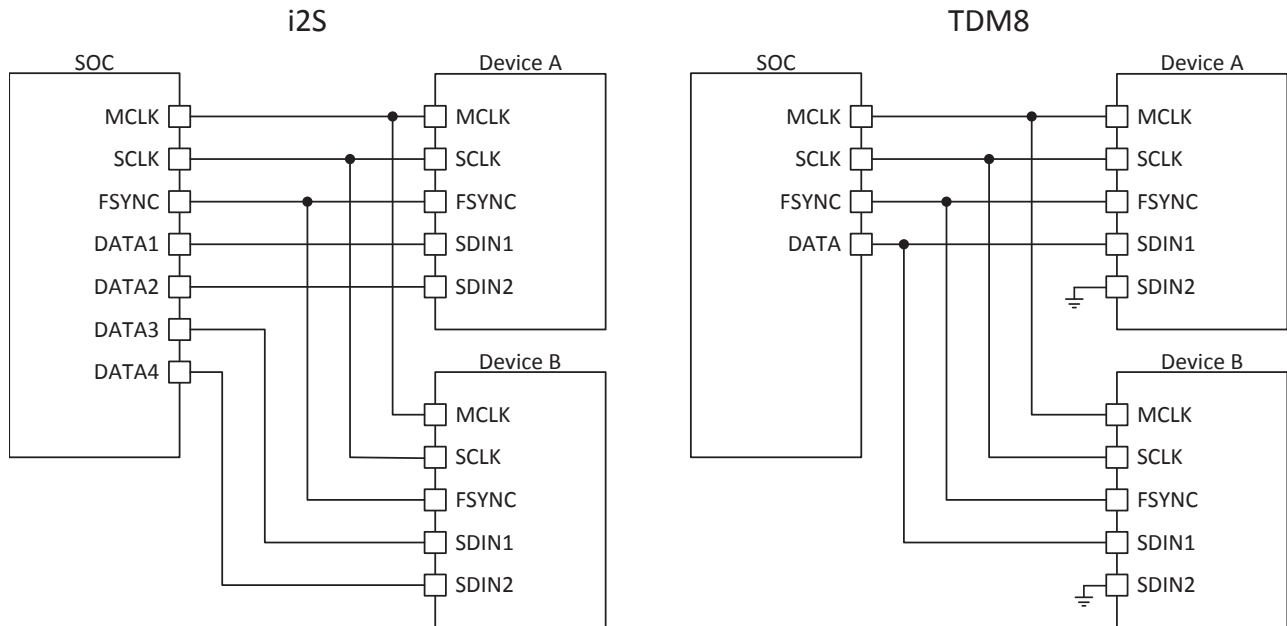 i2S
SOC
MCLK
SCLK
FSYNC
DATA1
DATA2
DATA3
DATA4
Device A
MCLK
SCLK
FSYNC
SDIN1
SDIN2
Device B
MCLK
SCLK
FSYNC
SDIN1
SDIN2
TDM8
SOC
MCLK
SCLK
FSYNC
DATA
Device A
MCLK
SCLK
FSYNC
SDIN1
SDIN2
Device B
MCLK
SCLK
FSYNC
SDIN1
SDIN2